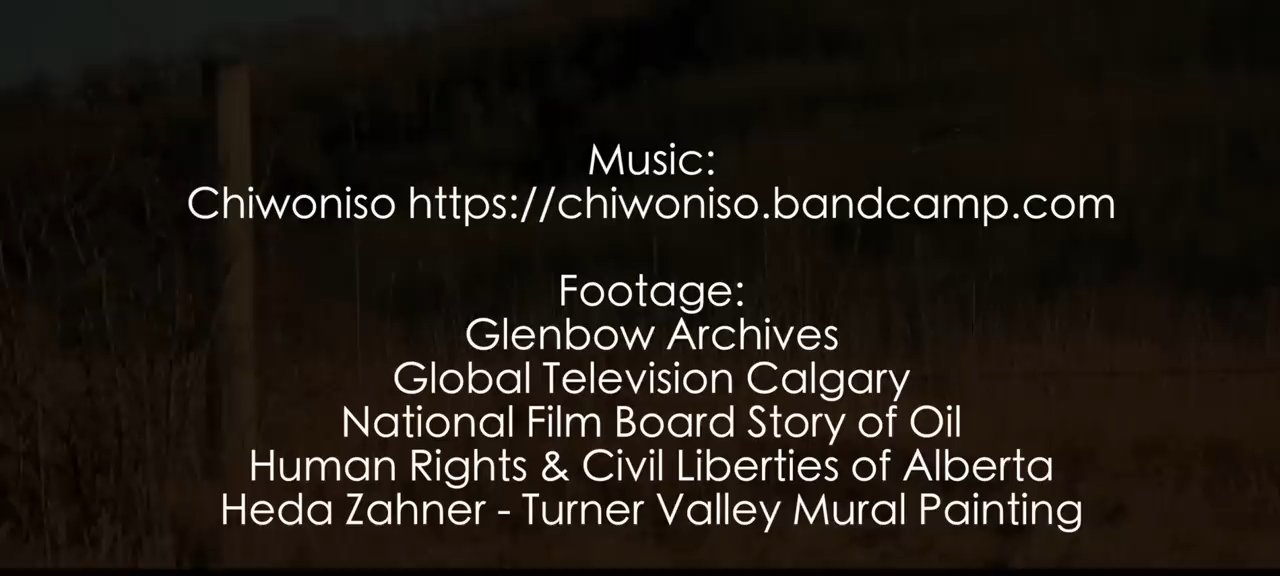 Music:
Chiwoniso https://chiwoniso.bandcamp.com
Footage:
Glenbow Archives
Global Television Calgary
National Film Board Story of Oil
Human Rights & Civil Liberties of Alberta
Heda Zahner - Turner Valley Mural Painting